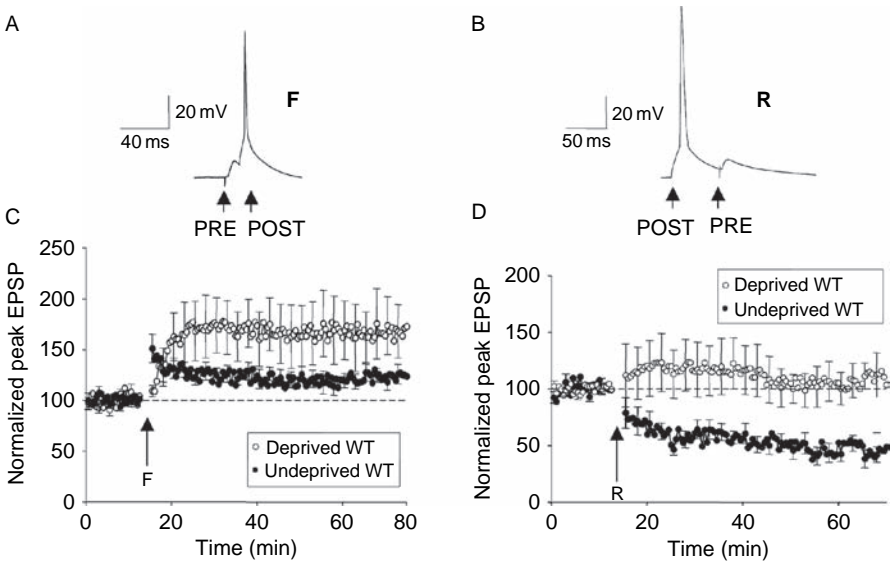 A
20 mV
40 ms
F
PRE POST
B
20 mV
50 ms
R
POST PRE
C
Normalized peak EPSP
250
200
150
100
50
0
F
Deprived WT
Undeprived WT
0 20 40 60 80
Time (min)
D
Normalized peak EPSP
200
150
100
50
0
R
Deprived WT
Undeprived WT
0 20 40 60
Time (min)